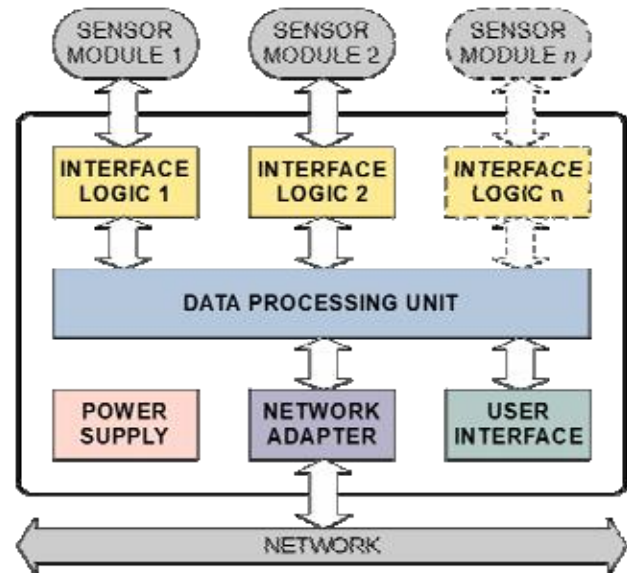 SENSOR
MODULE 1
SENSOR
MODULE 2
SENSOR
MODULE n
INTERFACE
LOGIC 1
INTERFACE
LOGIC 2
INTERFACE
LOGIC n
DATA PROCESSING UNIT
POWER
SUPPLY
NETWORK
ADAPTER
USER
INTERFACE
NETWORK